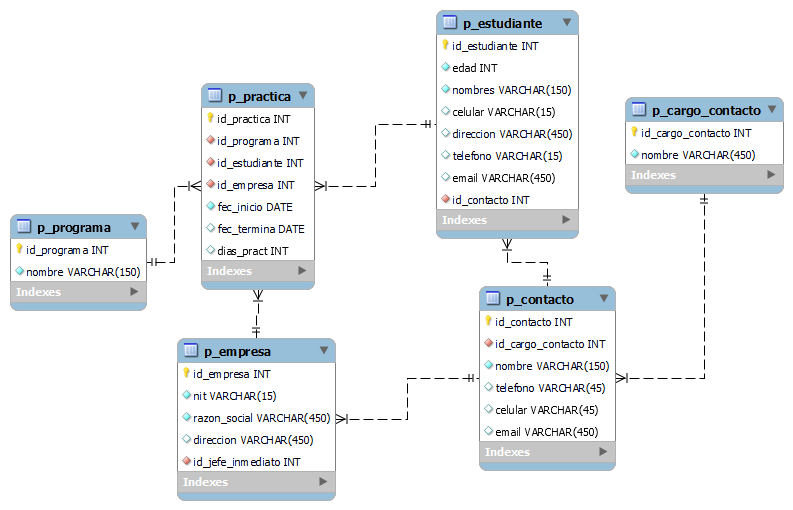 p_estudiante
id_estudiante INT
edad INT
nombres VARCHAR(150)
celular VARCHAR(15)
direccion VARCHAR(450)
telefono VARCHAR(15)
email VARCHAR(450)
id_contacto INT
Indexes
p_practica
id_practica INT
id_programa INT
id_estudiante INT
id_empresa INT
fec_inicio DATE
fec_termina DATE
dias_pract INT
Indexes
p_cargo_contacto
id_cargo_contacto INT
nombre VARCHAR(450)
Indexes
p_programa
id_programa INT
nombre VARCHAR(150)
Indexes
p_contacto
id_contacto INT
id_cargo_contacto INT
nombre VARCHAR(150)
telefono VARCHAR(45)
celular VARCHAR(45)
email VARCHAR(450)
Indexes
p_empresa
id_empresa INT
nit VARCHAR(15)
razon_social VARCHAR(450)
direccion VARCHAR(450)
id_jefe_inmediato INT
Indexes